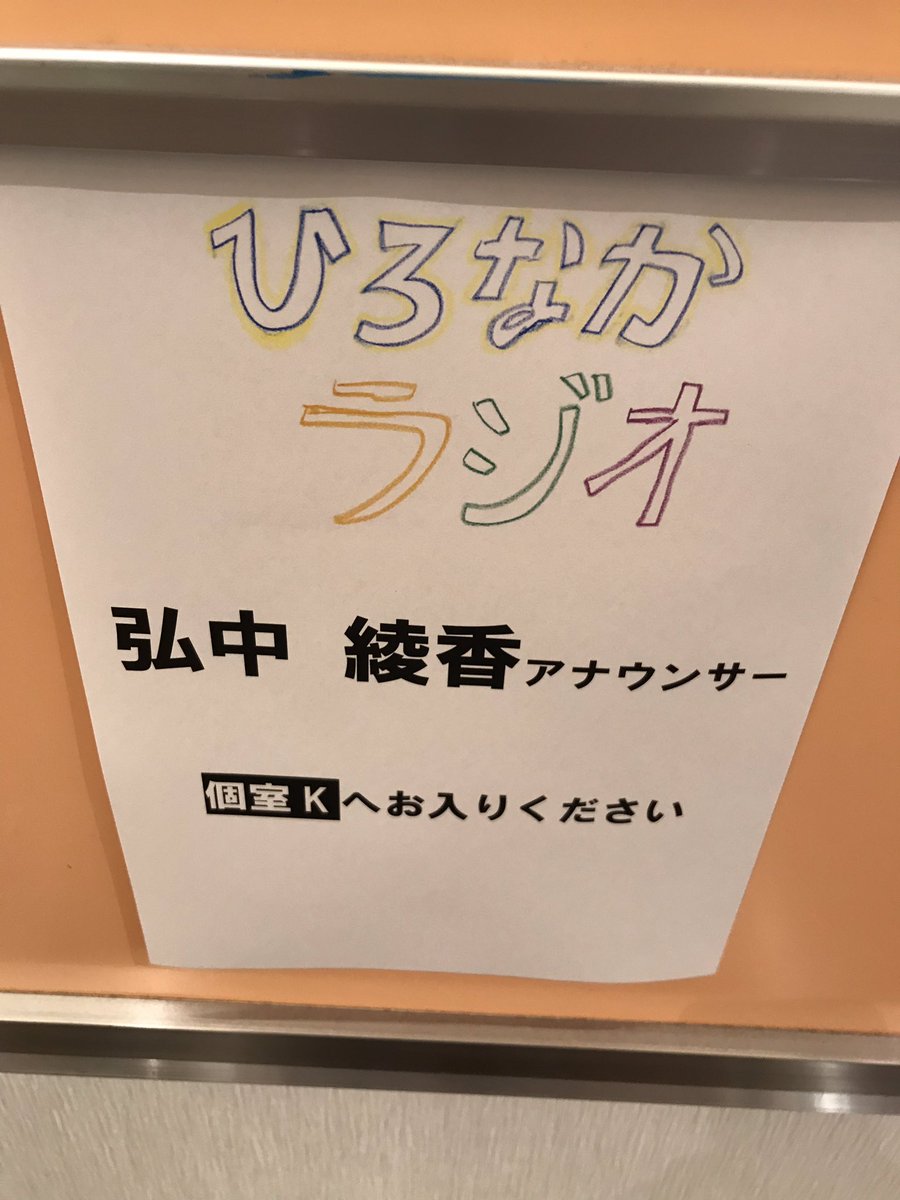 ひろなか
ラジオ
弘中 綾香アナウンサー
個室Kへお入りください